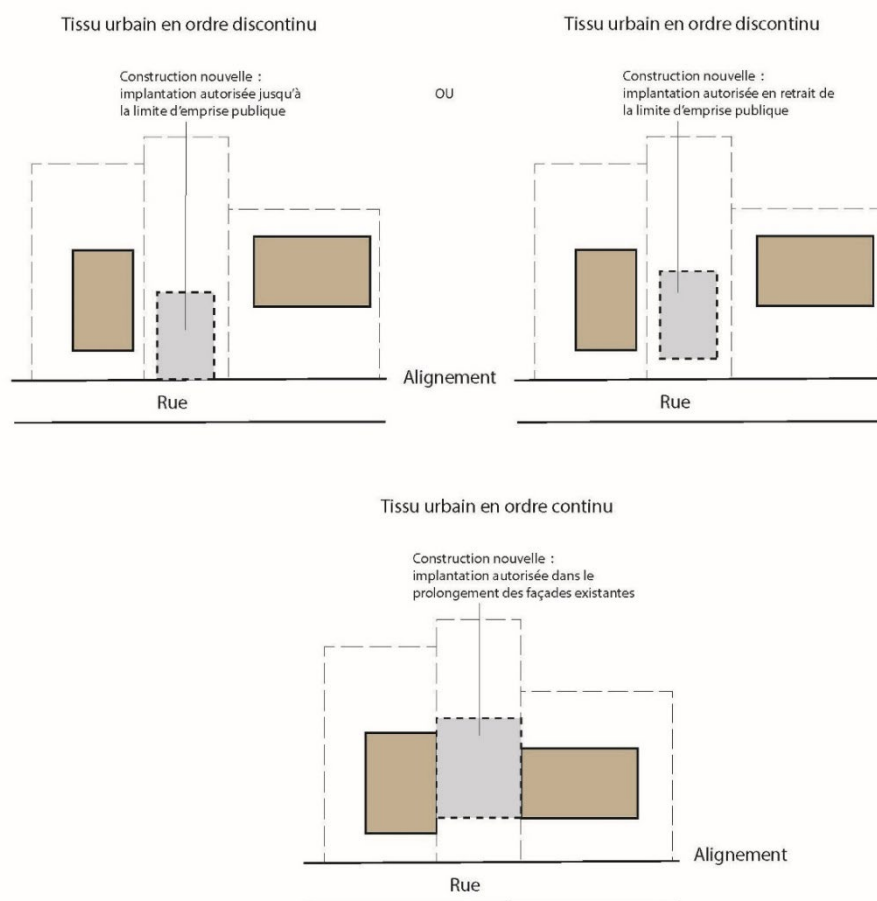 Tissu urbain en ordre discontinu
Construction nouvelle :
implantation autorisée jusqu'à
la limite d'emprise publique
OU
Tissu urbain en ordre discontinu
Construction nouvelle :
implantation autorisée en retrait de
la limite d'emprise publique
Alignement
Rue
Rue
Tissu urbain en ordre continu
Construction nouvelle :
implantation autorisée dans le
prolongement des façades existantes
Alignement
Rue